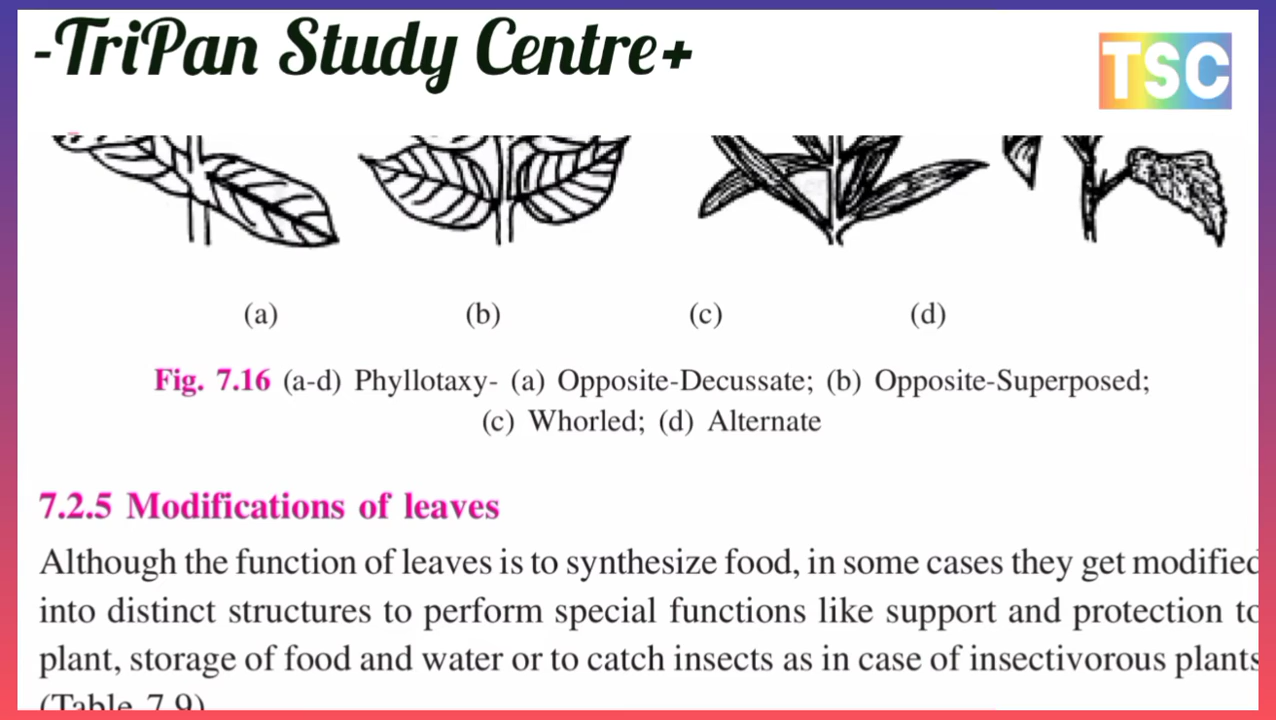 -TriPan Study Centre+
TSC
(a) (b) (c) (d)
Fig. 7.16 (a-d) Phyllotaxy- (a) Opposite-Decussate; (b) Opposite-Superposed;
(c) Whorled; (d) Alternate
7.2.5 Modifications of leaves
Although the function of leaves is to synthesize food, in some cases they get modified
into distinct structures to perform special functions like support and protection to
plant, storage of food and water or to catch insects as in case of insectivorous plants
(Table 7.9)